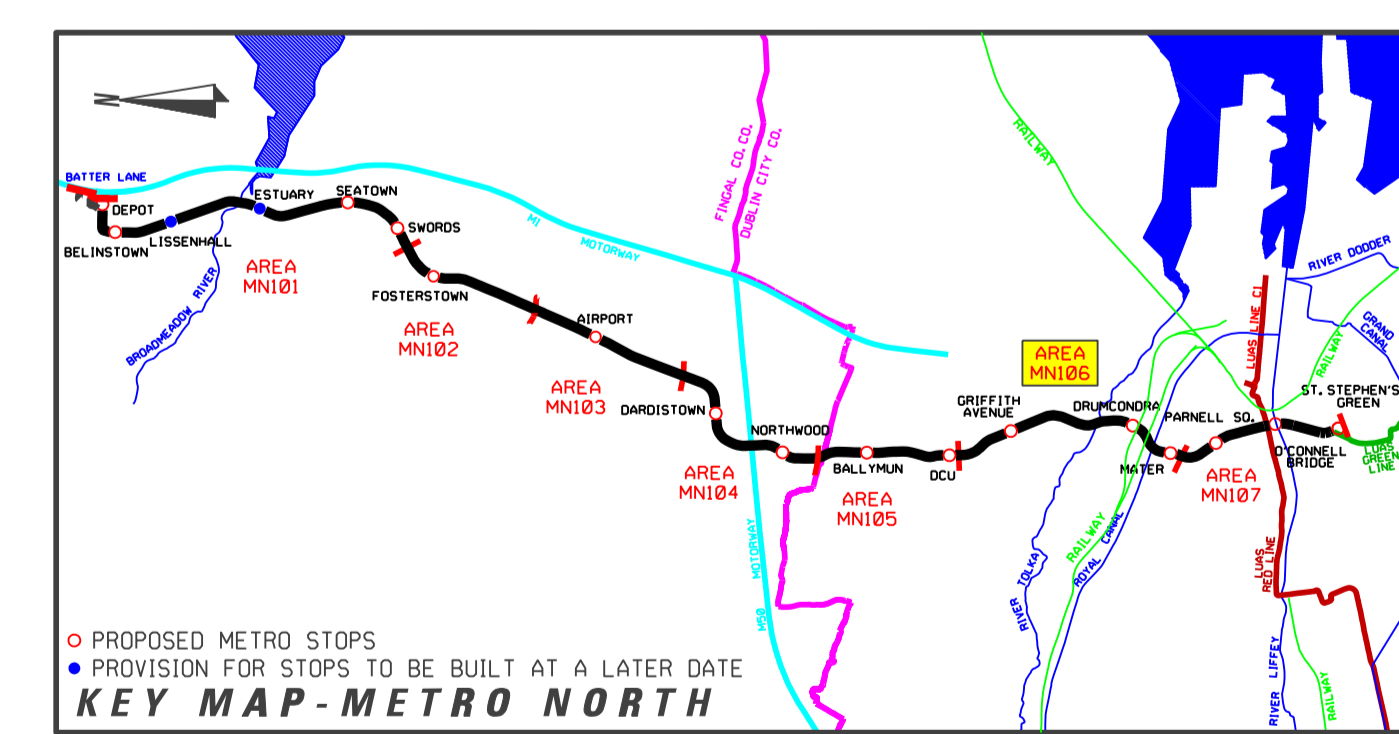 BATTER LANE
DEPOT
BELINSTOWN
LISSENHALL
ESTUARY
SEATOWN
SWORDS
BROADMEADOW RIVER
AREA
MN101
FOSTERSTOWN
AREA
MN102
M1
MOTORWAY
AIRPORT
AREA
MN103
DARDISTOWN
FINGAL CO. CO.
DUBLIN CITY CO.
NORTHWOOD
AREA
MN104
MOTORWAY
M50
BALLYMUN
AREA
MN105
DCU
GRIFFITH
AVENUE
AREA
MN106
RAILWAY
DRUMCONDRA
MATER
RIVER TOLKA
RAILWAY
ROYAL CANAL
PARNELL SQ.
AREA
MN107
LUAS LINE C1
RIVER DODDER
GRAND
CANAL
RAILWAY
ST. STEPHEN'S
GREEN
O'CONNELL
BRIDGE
LUAS
GREEN
LINE
LUAS
RED LINE
RIVER LIFFEY
RAILWAY
PROPOSED METRO STOPS
PROVISION FOR STOPS TO BE BUILT AT A LATER DATE
KEY MAP-METRO NORTH